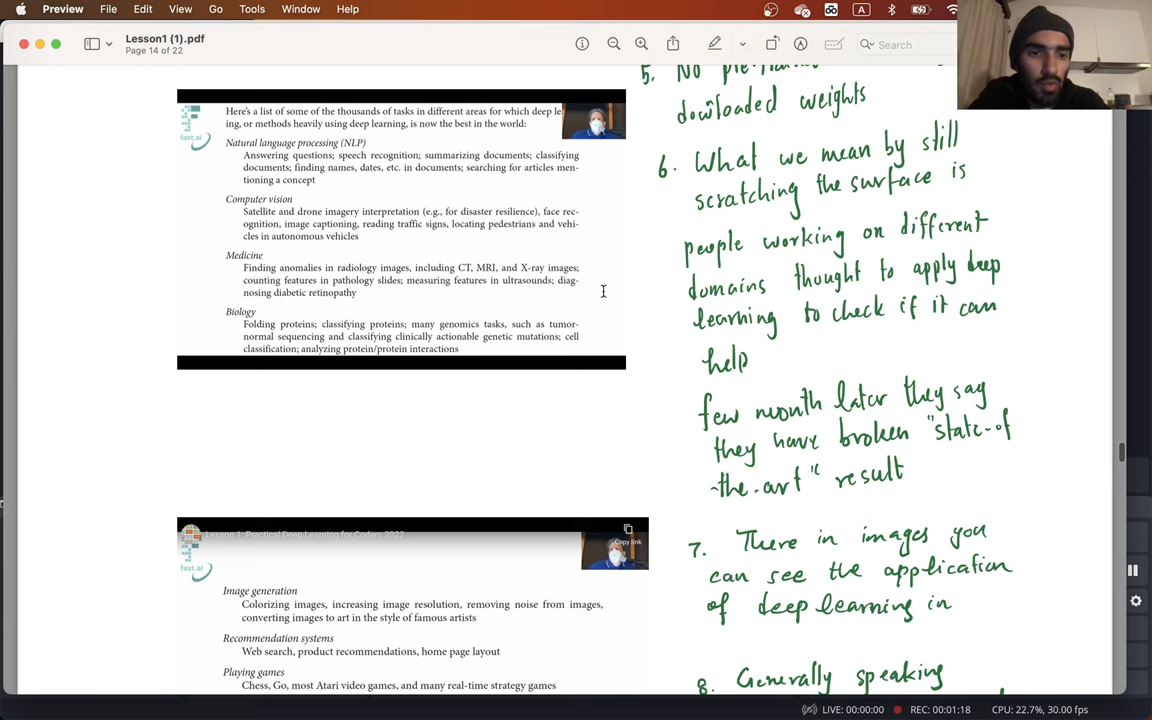 Preview File Edit View Go Tools Window Help
A
Lesson1 (1).pdf
Page 14 of 22
Search
Here's a list of some of the thousands of tasks in different areas for which deep le
ing, or methods heavily using deep learning, is now the best in the world:
fast.ai
Natural language processing (NLP)
Answering questions; speech recognition; summarizing documents; classifying
documents; finding names, dates, etc. in documents; searching for articles men-
tioning a concept
Computer vision
Satellite and drone imagery interpretation (e.g., for disaster resilience), face rec-
ognition, image captioning, reading traffic signs, locating pedestrians and vehi-
cles in autonomous vehicles
Medicine
Finding anomalies in radiology images, including CT, MRI, and X-ray images;
counting features in pathology slides; measuring features in ultrasounds; diag-
nosing diabetic retinopathy
Biology
Folding proteins; classifying proteins; many genomics tasks, such as tumor-
normal sequencing and classifying clinically actionable genetic mutations; cell
classification; analyzing protein/protein interactions
Lesson 1: Practical Deep Learning for Coders 2022
Copy link
fast.ai
Image generation
Colorizing images, increasing image resolution, removing noise from images,
converting images to art in the style of famous artists
Recommendation systems
Web search, product recommendations, home page layout
Playing games
Chess, Go, most Atari video games, and many real-time strategy games
5. No
dowloaded weights
6. What we mean by still
scratching the surface is
people working on different
domains thought to apply deep
learning to check if it can
help
few month later they say
they have broken "state-of
-the-art" result
7. There in images you
can see the application
of deep learning in
8. Generally speaking
LIVE: 00:00:00 REC: 00:01:18 CPU: 22.7%, 30.00 fps